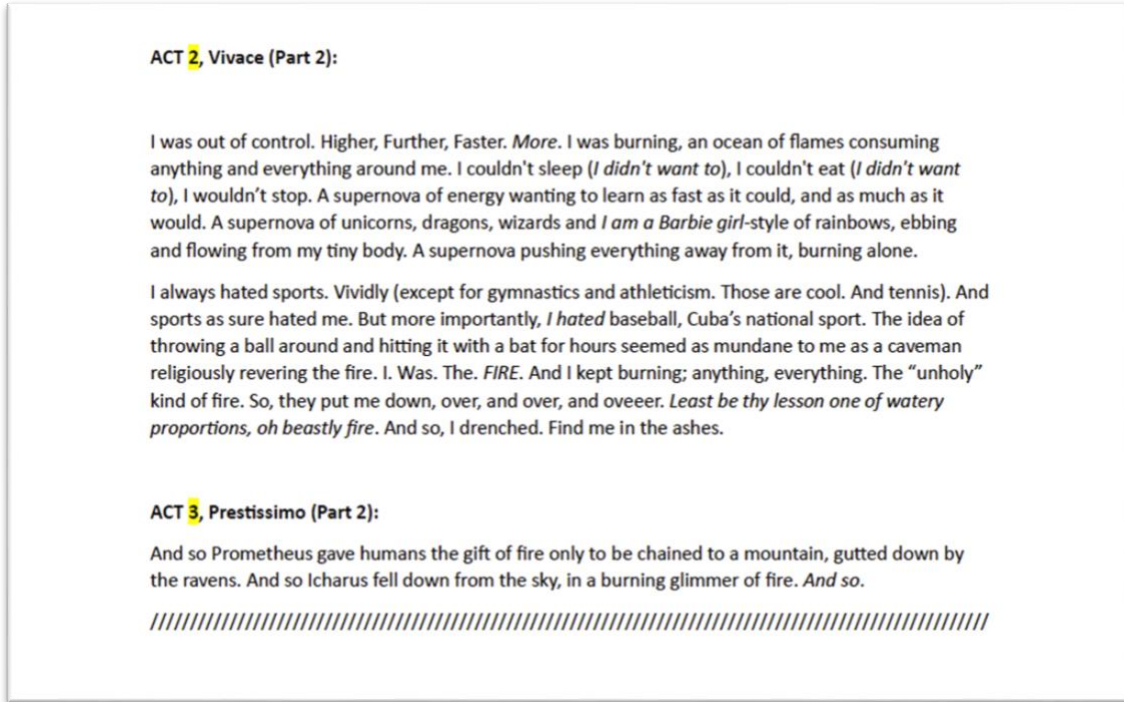 ACT 2, Vivace (Part 2):
I was out of control. Higher, Further, Faster. More. I was burning, an ocean of flames consuming
anything and everything around me. I couldn't sleep (I didn't want to), I couldn't eat (I didn't want
to), I wouldn't stop. A supernova of energy wanting to learn as fast as it could, and as much as it
would. A supernova of unicorns, dragons, wizards and I am a Barbie girl-style of rainbows, ebbing
and flowing from my tiny body. A supernova pushing everything away from it, burning alone.
I always hated sports. Vividly (except for gymnastics and athleticism. Those are cool. And tennis). And
sports as sure hated me. But more importantly, I hated baseball, Cuba's national sport. The idea of
throwing a ball around and hitting it with a bat for hours seemed as mundane to me as a caveman
religiously revering the fire. I. Was. The. FIRE. And I kept burning; anything, everything. The "unholy"
kind of fire. So, they put me down, over, and over, and oveeer. Least be thy lesson one of watery
proportions, oh beastly fire. And so, I drenched. Find me in the ashes.
ACT 3, Prestissimo (Part 2):
And so Prometheus gave humans the gift of fire only to be chained to a mountain, gutted down by
the ravens. And so Icharus fell down from the sky, in a burning glimmer of fire. And so.
//////////////////////////////////////////////////////////////////////////////////////////////////////////